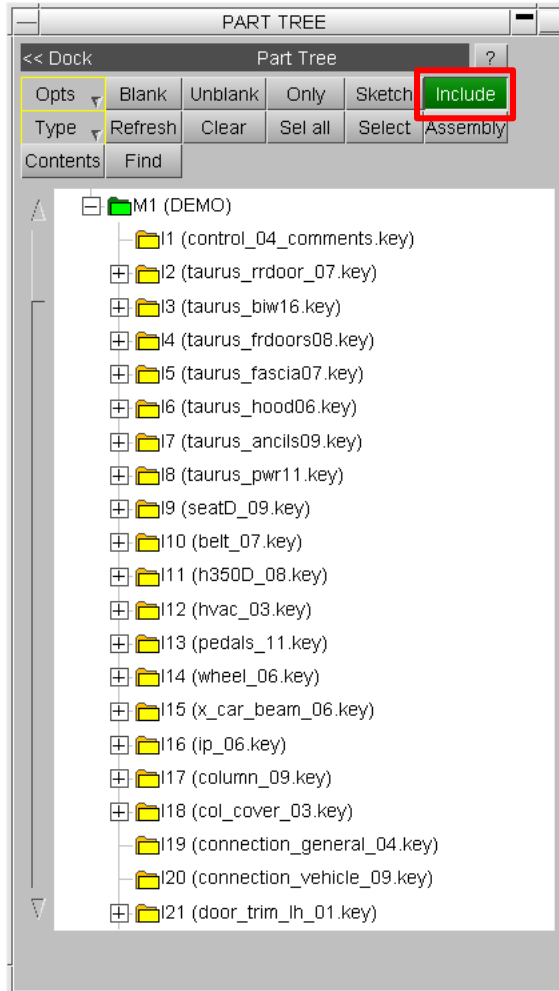 PART TREE
<< Dock Part Tree ?
Opts Blank Unblank Only Sketch Include
Type Refresh Clear Sel all Select Assembly
Contents Find
M1 (DEMO)
I1 (control_04_comments.key)
I2 (taurus_rrdoor_07.key)
I3 (taurus_biw16.key)
I4 (taurus_frdoors08.key)
I5 (taurus_fascia07.key)
I6 (taurus_hood06.key)
I7 (taurus_ancils09.key)
I8 (taurus_pwr11.key)
I9 (seatD_09.key)
I10 (belt_07.key)
I11 (h350D_08.key)
I12 (hvac_03.key)
I13 (pedals_11.key)
I14 (wheel_06.key)
I15 (x_car_beam_06.key)
I16 (ip_06.key)
I17 (column_09.key)
I18 (col_cover_03.key)
I19 (connection_general_04.key)
I20 (connection_vehicle_09.key)
I21 (door_trim_lh_01.key)